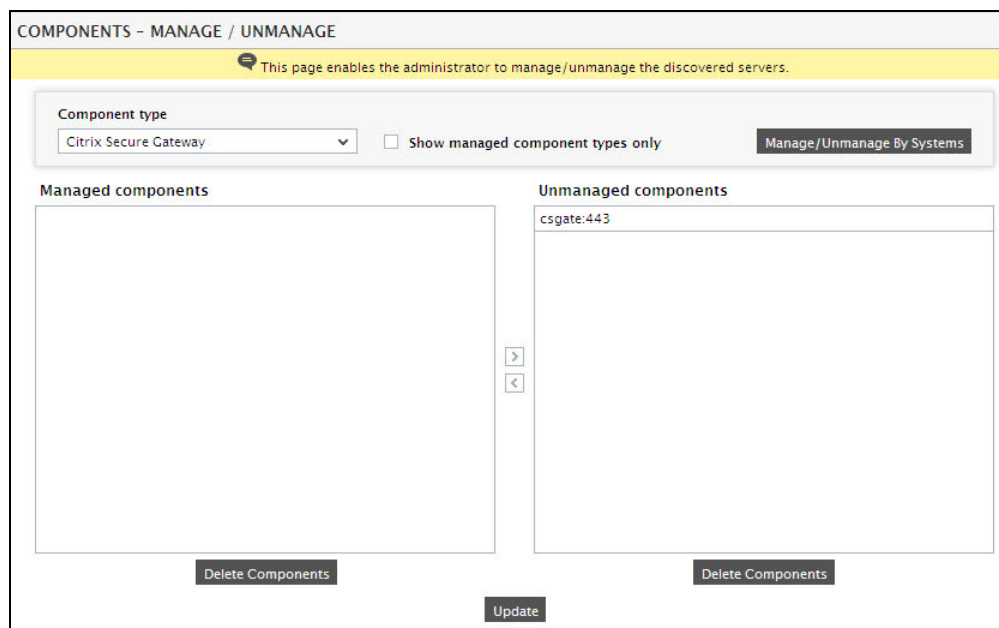 COMPONENTS - MANAGE / UNMANAGE
This page enables the administrator to manage/unmanage the discovered servers.
Component type
Citrix Secure Gateway
Show managed component types only
Manage/Unmanage By Systems
Managed components
Unmanaged components
csgate:443
>
<
Delete Components
Delete Components
Update